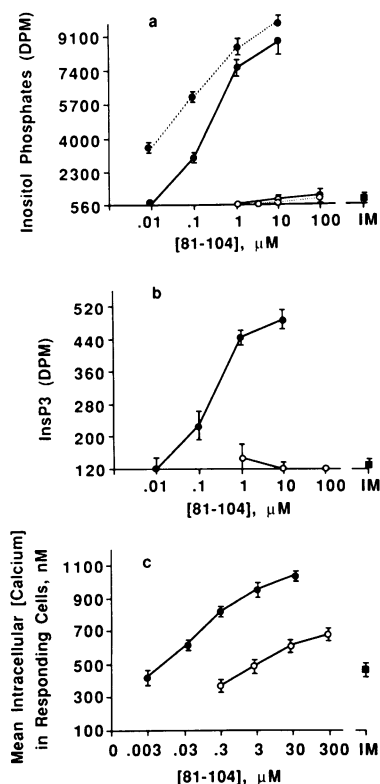 a
Inositol Phosphates (DPM)
9100
7400
5700
4000
2300
560
.01 .1 1 10 100 IM
[81-104], µM
b
InsP3 (DPM)
520
440
360
280
200
120
.01 .1 1 10 100 IM
[81-104], µM
c
Mean Intracellular [Calcium]
in Responding Cells, nM
1100
900
700
500
300
100
0 .003 .03 .3 3 30 300 IM
[81-104], µM